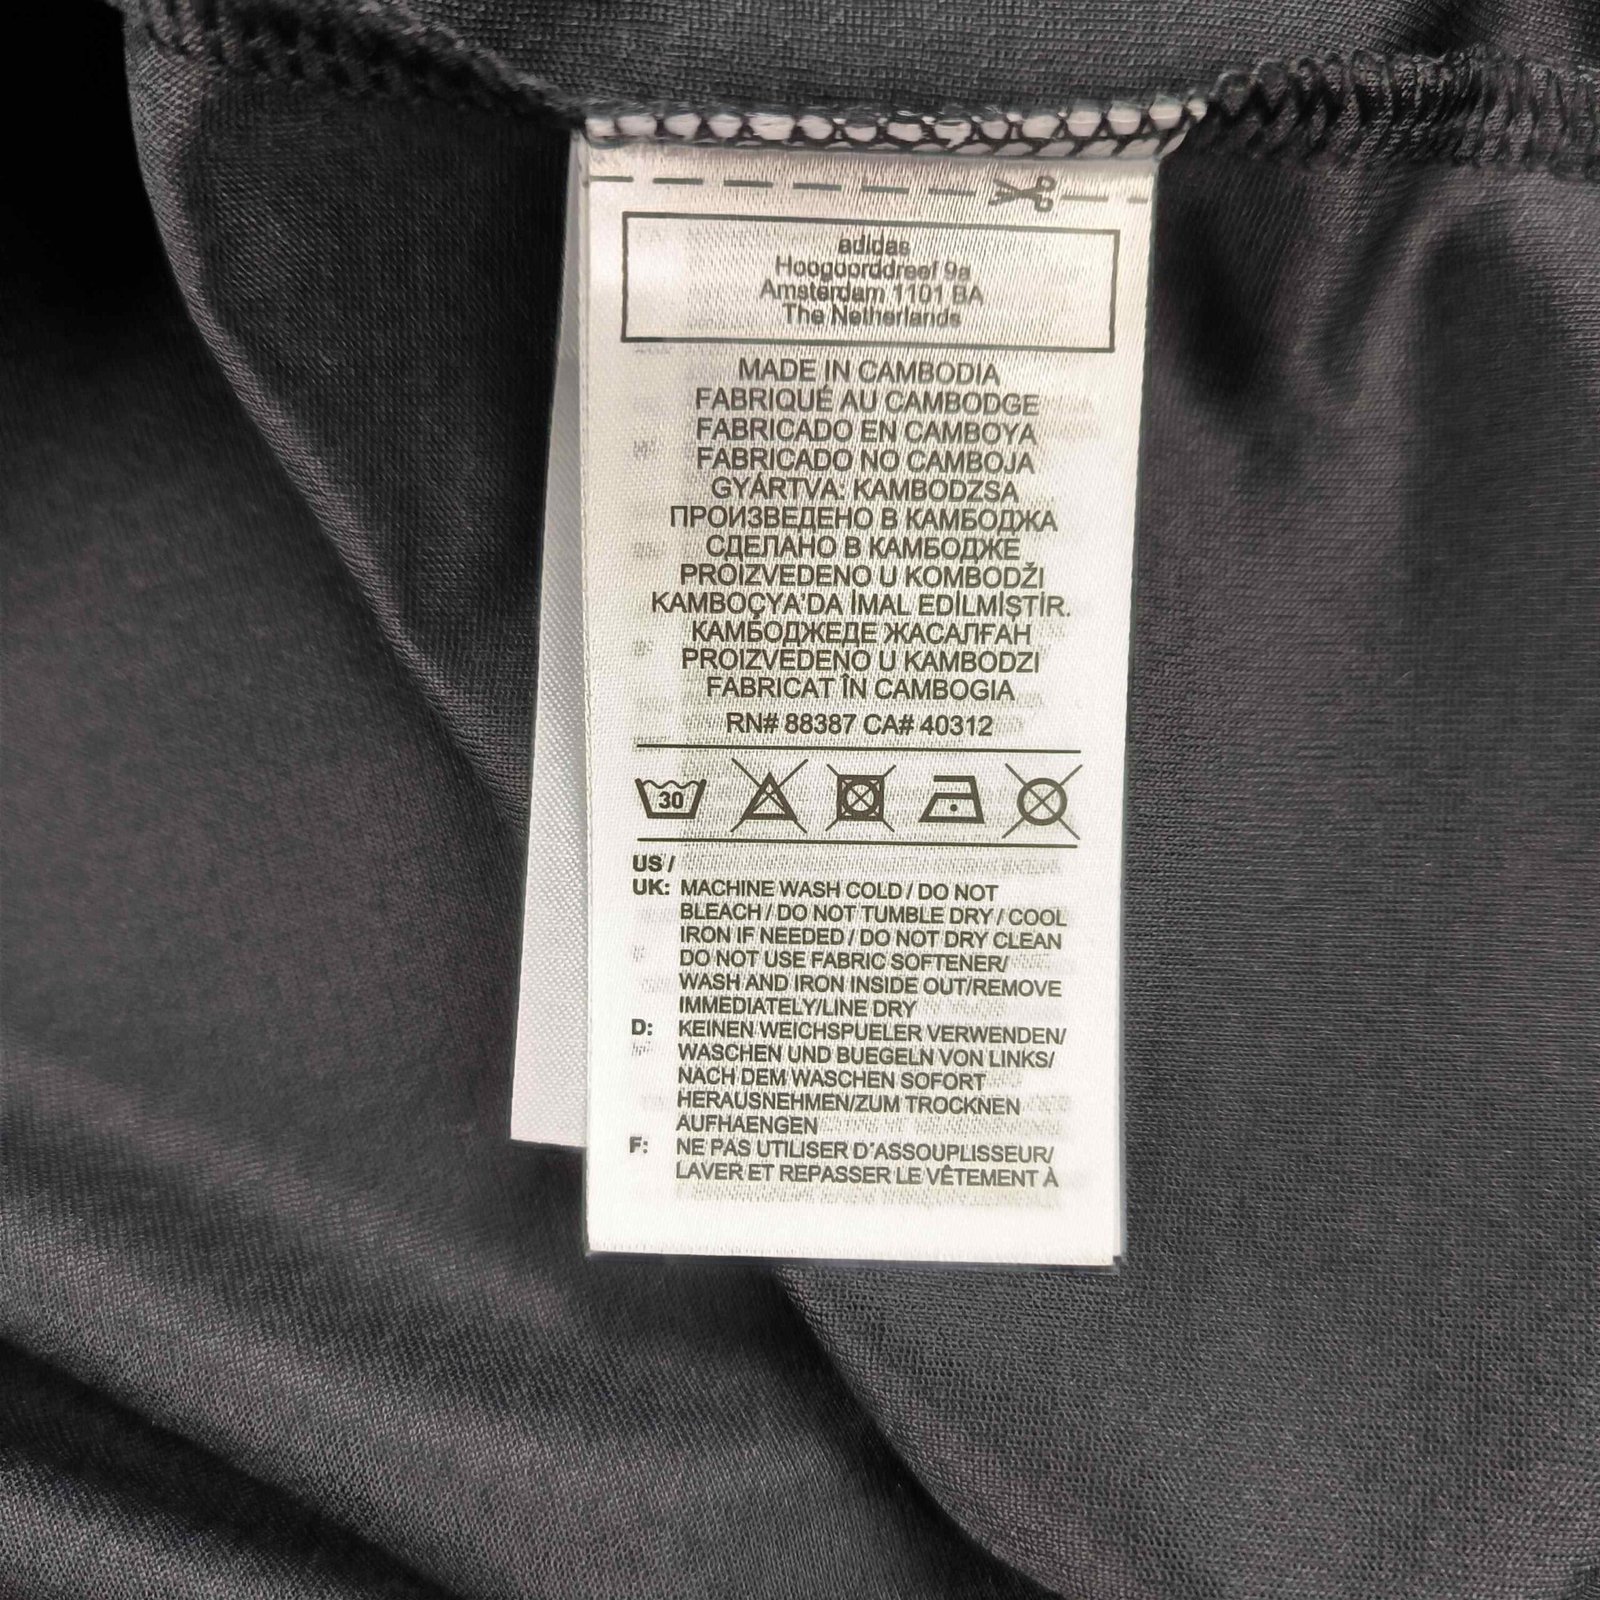 adidas
Hoogoorddreef 9a
Amsterdam 1101 BA
The Netherlands
MADE IN CAMBODIA
FABRIQUÉ AU CAMBODGE
FABRICADO EN CAMBOYA
FABRICADO NO CAMBOJA
GYÁRTVA: KAMBODZSA
ПРОИЗВЕДЕНО В КАМБОДЖА
СДЕЛАНО В КАМБОДЖЕ
PROIZVEDENO U KOMBODŽI
KAMBOÇYA'DA İMAL EDİLMİŞTİR.
КАМБОДЖЕДЕ ЖАСАЛҒАН
PROIZVEDENO U KAMBODZI
FABRICAT ÎN CAMBOGIA
RN# 88387 CA# 40312
30
US /
UK: MACHINE WASH COLD / DO NOT
BLEACH / DO NOT TUMBLE DRY / COOL
IRON IF NEEDED / DO NOT DRY CLEAN
DO NOT USE FABRIC SOFTENER/
WASH AND IRON INSIDE OUT/REMOVE
IMMEDIATELY/LINE DRY
D: KEINEN WEICHSPUELER VERWENDEN/
WASCHEN UND BUEGELN VON LINKS/
NACH DEM WASCHEN SOFORT
HERAUSNEHMEN/ZUM TROCKNEN
AUFHAENGEN
F: NE PAS UTILISER D'ASSOUPLISSEUR/
LAVER ET REPASSER LE VÊTEMENT À